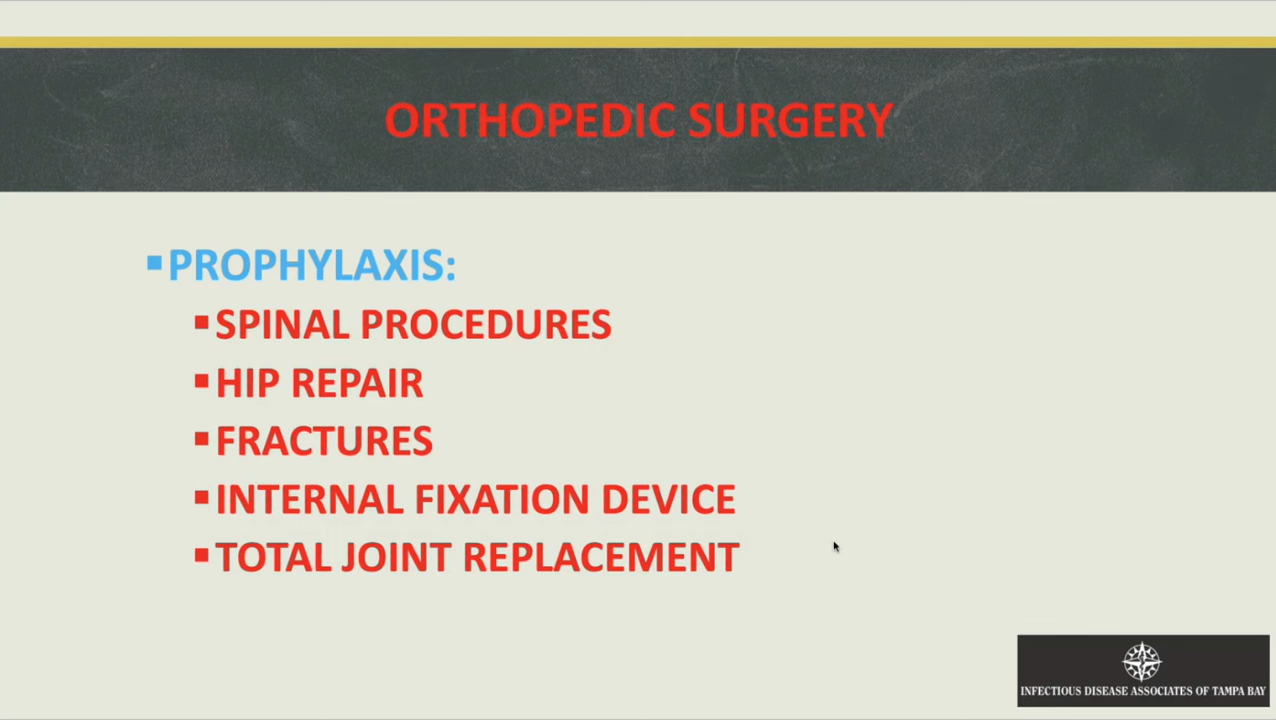 ORTHOPEDIC SURGERY
▪PROPHYLAXIS:
▪SPINAL PROCEDURES
▪HIP REPAIR
▪FRACTURES
▪INTERNAL FIXATION DEVICE
▪TOTAL JOINT REPLACEMENT
INFECTIOUS DISEASE ASSOCIATES OF TAMPA BAY